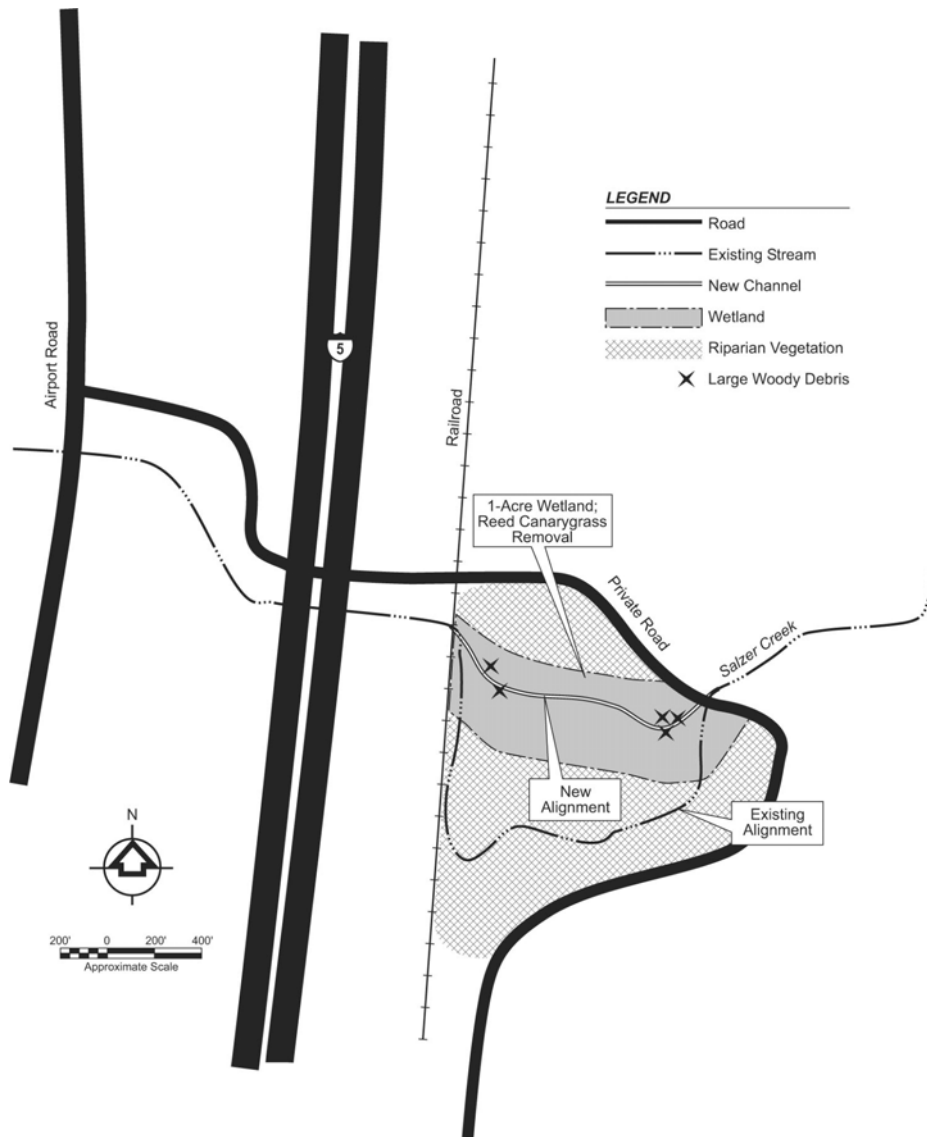 LEGEND
Road
Existing Stream
New Channel
Wetland
Riparian Vegetation
Large Woody Debris
Airport Road
5
Railroad
1-Acre Wetland;
Reed Canarygrass
Removal
Private Road
Salzer Creek
New
Alignment
Existing
Alignment
N
200' 0 200' 400'
Approximate Scale